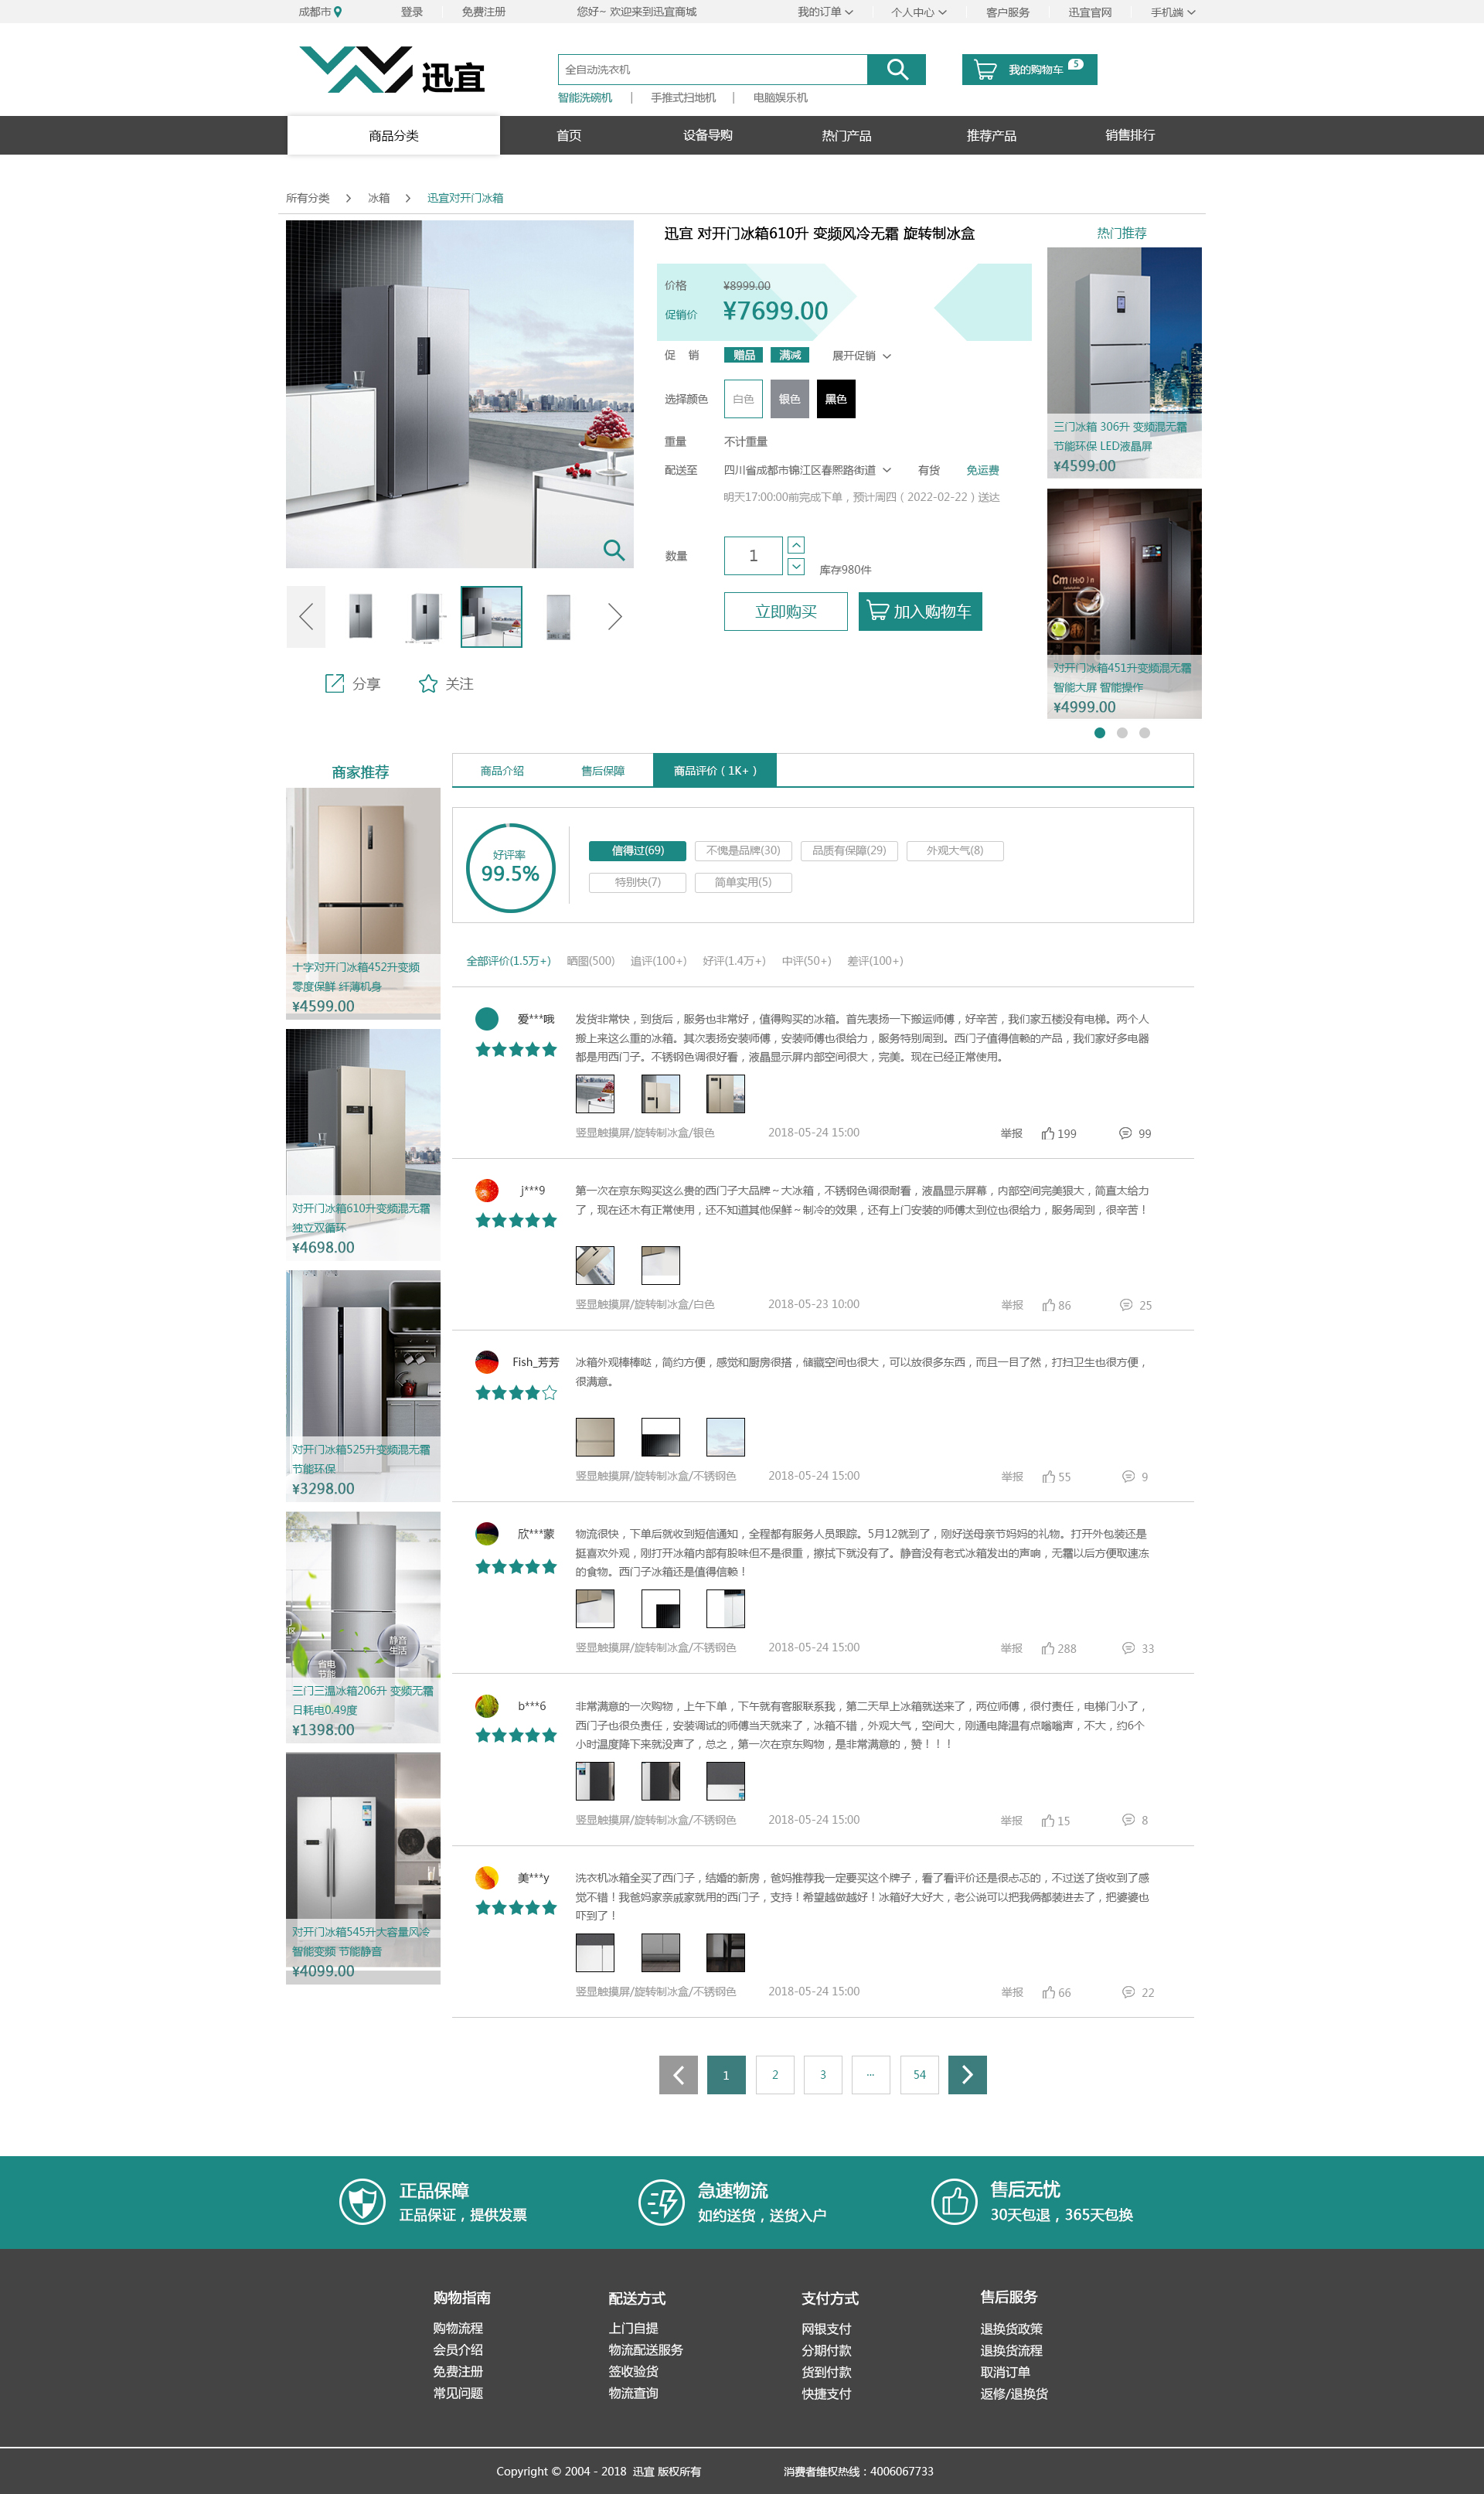 成都市
登录
免费注册
您好~ 欢迎来到迅宜商城
我的订单
个人中心
客户服务
迅宜官网
手机端
迅宜
全自动洗衣机
我的购物车
5
智能洗碗机 | 手推式扫地机 | 电脑娱乐机
商品分类
首页
设备导购
热门产品
推荐产品
销售排行
所有分类 > 冰箱 > 迅宜对开门冰箱
迅宜 对开门冰箱610升 变频风冷无霜 旋转制冰盒
价格 ¥8999.00
促销价 ¥7699.00
促 销 赠品 满减 展开促销
选择颜色 白色 银色 黑色
重量 不计重量
配送至 四川省成都市锦江区春熙路街道 有货 免运费
明天17:00:00前完成下单，预计周四（2022-02-22）送达
数量 1
库存980件
立即购买
加入购物车
分享
关注
热门推荐
三门冰箱 306升 变频混无霜
节能环保 LED液晶屏
¥4599.00
Cm(H₂O)n
对开门冰箱451升变频混无霜
智能大屏 智能操作
¥4999.00
商家推荐
十字对开门冰箱452升变频
零度保鲜 纤薄机身
¥4599.00
对开门冰箱610升变频混无霜
独立双循环
¥4698.00
对开门冰箱525升变频混无霜
节能环保
¥3298.00
静音
生活
省电
节能
三门三温冰箱206升 变频无霜
日耗电0.49度
¥1398.00
对开门冰箱545升大容量风冷
智能变频 节能静音
¥4099.00
商品介绍
售后保障
商品评价（1K+）
好评率
99.5%
信得过(69)
不愧是品牌(30)
品质有保障(29)
外观大气(8)
特别快(7)
简单实用(5)
全部评价(1.5万+) 晒图(500) 追评(100+) 好评(1.4万+) 中评(50+) 差评(100+)
爱***哦
发货非常快，到货后，服务也非常好，值得购买的冰箱。首先表扬一下搬运师傅，好辛苦，我们家五楼没有电梯。两个人
搬上来这么重的冰箱。其次表扬安装师傅，安装师傅也很给力，服务特别周到。西门子值得信赖的产品，我们家好多电器
都是用西门子。不锈钢色调很好看，液晶显示屏内部空间很大，完美。现在已经正常使用。
竖显触摸屏/旋转制冰盒/银色
2018-05-24 15:00
举报 199 99
j***9
第一次在京东购买这么贵的西门子大品牌～大冰箱，不锈钢色调很耐看，液晶显示屏幕，内部空间完美狠大，简直太给力
了，现在还木有正常使用，还不知道其他保鲜～制冷的效果，还有上门安装的师傅太到位也很给力，服务周到，很辛苦！
竖显触摸屏/旋转制冰盒/白色
2018-05-23 10:00
举报 86 25
Fish_芳芳
冰箱外观棒棒哒，简约方便，感觉和厨房很搭，储藏空间也很大，可以放很多东西，而且一目了然，打扫卫生也很方便，
很满意。
竖显触摸屏/旋转制冰盒/不锈钢色
2018-05-24 15:00
举报 55 9
欣***蒙
物流很快，下单后就收到短信通知，全程都有服务人员跟踪。5月12就到了，刚好送母亲节妈妈的礼物。打开外包装还是
挺喜欢外观，刚打开冰箱内部有股味但不是很重，擦拭下就没有了。静音没有老式冰箱发出的声响，无霜以后方便取速冻
的食物。西门子冰箱还是值得信赖！
竖显触摸屏/旋转制冰盒/不锈钢色
2018-05-24 15:00
举报 288 33
b***6
非常满意的一次购物，上午下单，下午就有客服联系我，第二天早上冰箱就送来了，两位师傅，很付责任，电梯门小了，
西门子也很负责任，安装调试的师傅当天就来了，冰箱不错，外观大气，空间大，刚通电降温有点嗡嗡声，不大，约6个
小时温度降下来就没声了，总之，第一次在京东购物，是非常满意的，赞！！！
竖显触摸屏/旋转制冰盒/不锈钢色
2018-05-24 15:00
举报 15 8
美***y
洗衣机冰箱全买了西门子，结婚的新房，爸妈推荐我一定要买这个牌子，看了看评价还是很忐忑的，不过送了货收到了感
觉不错！我爸妈家亲戚家就用的西门子，支持！希望越做越好！冰箱好大好大，老公说可以把我俩都装进去了，把婆婆也
吓到了！
竖显触摸屏/旋转制冰盒/不锈钢色
2018-05-24 15:00
举报 66 22
1 2 3 ··· 54
正品保障
正品保证，提供发票
急速物流
如约送货，送货入户
售后无忧
30天包退，365天包换
购物指南
购物流程
会员介绍
免费注册
常见问题
配送方式
上门自提
物流配送服务
签收验货
物流查询
支付方式
网银支付
分期付款
货到付款
快捷支付
售后服务
退换货政策
退换货流程
取消订单
返修/退换货
Copyright © 2004 - 2018 迅宜 版权所有
消费者维权热线：4006067733